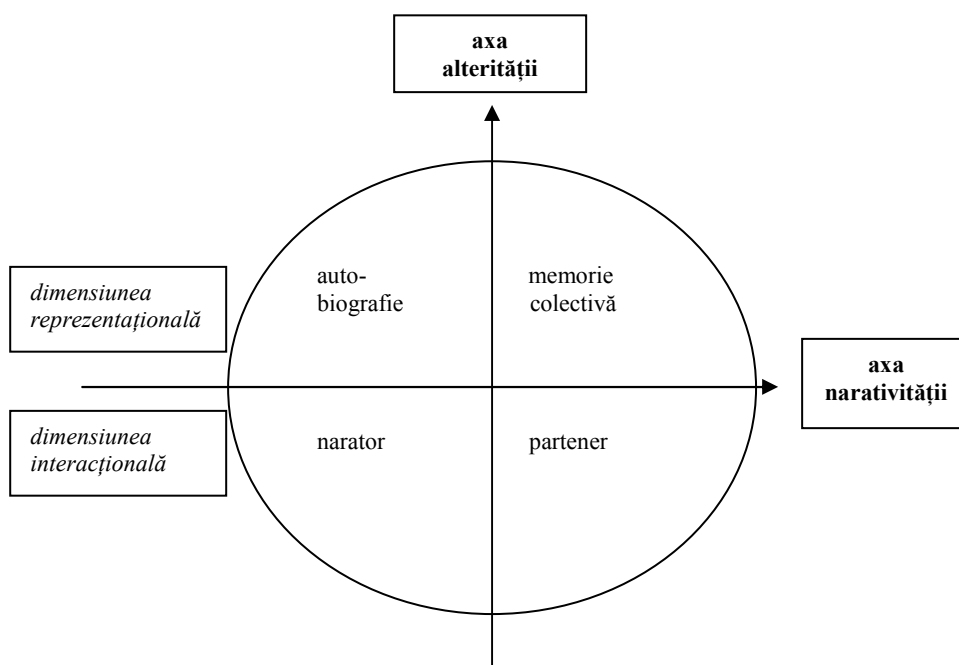 axa
alterității
auto-
biografie
memorie
colectivă
dimensiunea
reprezentațională
axa
narativității
dimensiunea
interacțională
narator
partener